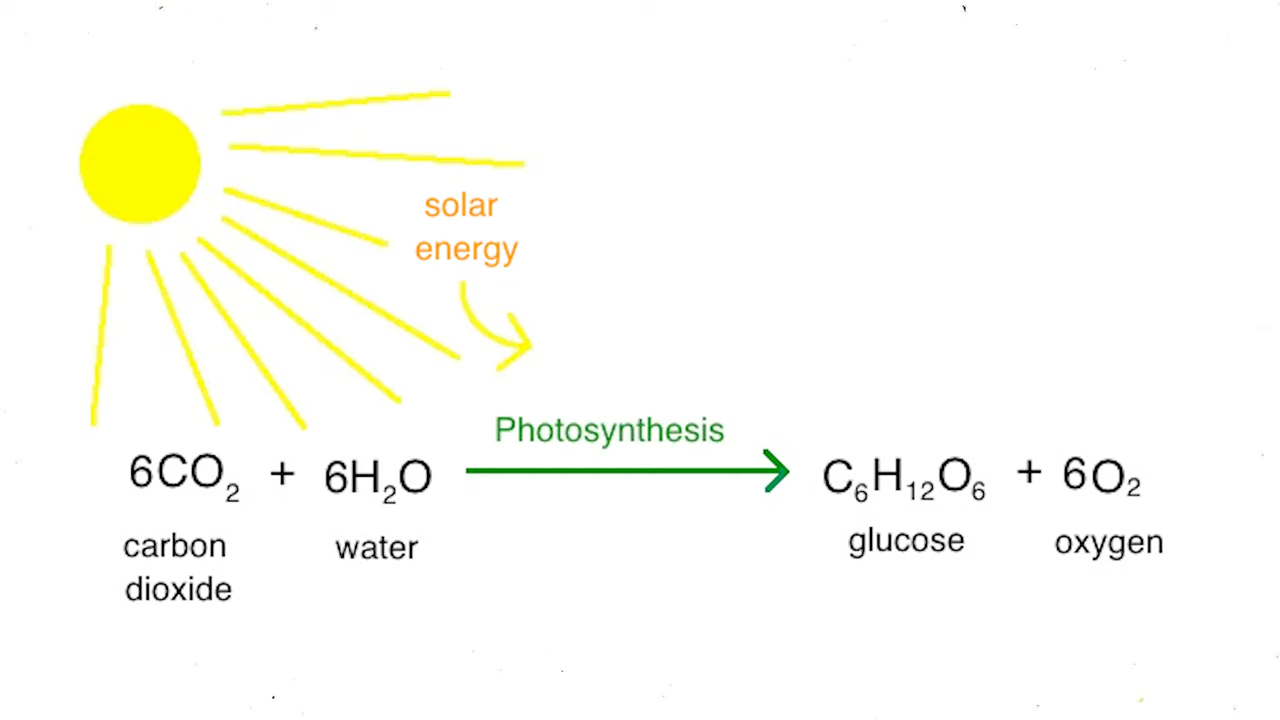 solar
energy
Photosynthesis
6CO₂ + 6H₂O C₆H₁₂O₆ + 6O₂
carbon dioxide water glucose oxygen